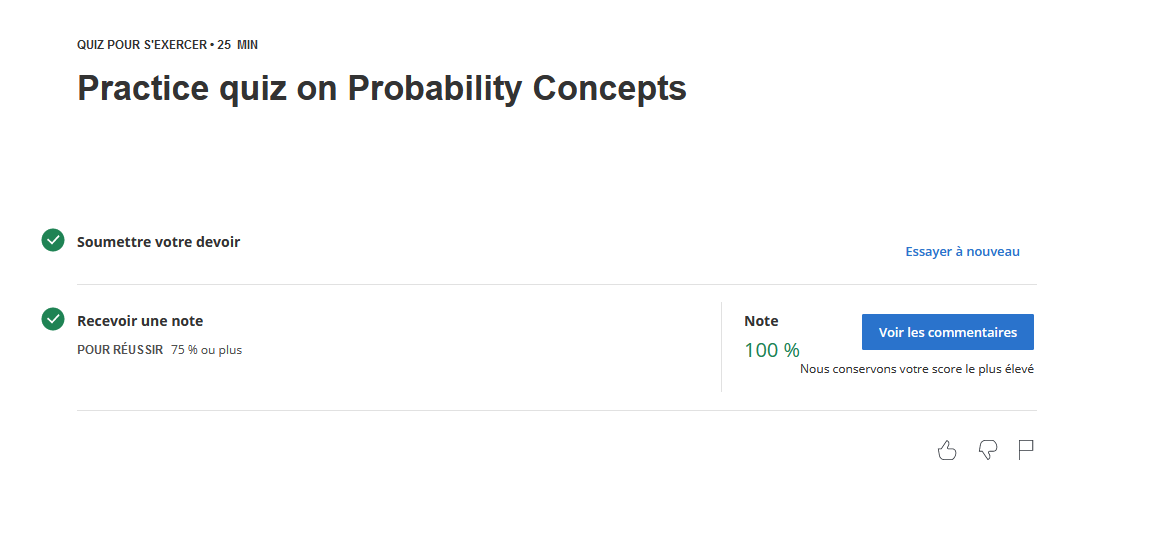 QUIZ POUR S'EXERCER • 25 MIN
Practice quiz on Probability Concepts
Soumettre votre devoir
Essayer à nouveau
Recevoir une note
POUR RÉUSSIR 75 % ou plus
Note
100 %
Voir les commentaires
Nous conservons votre score le plus élevé